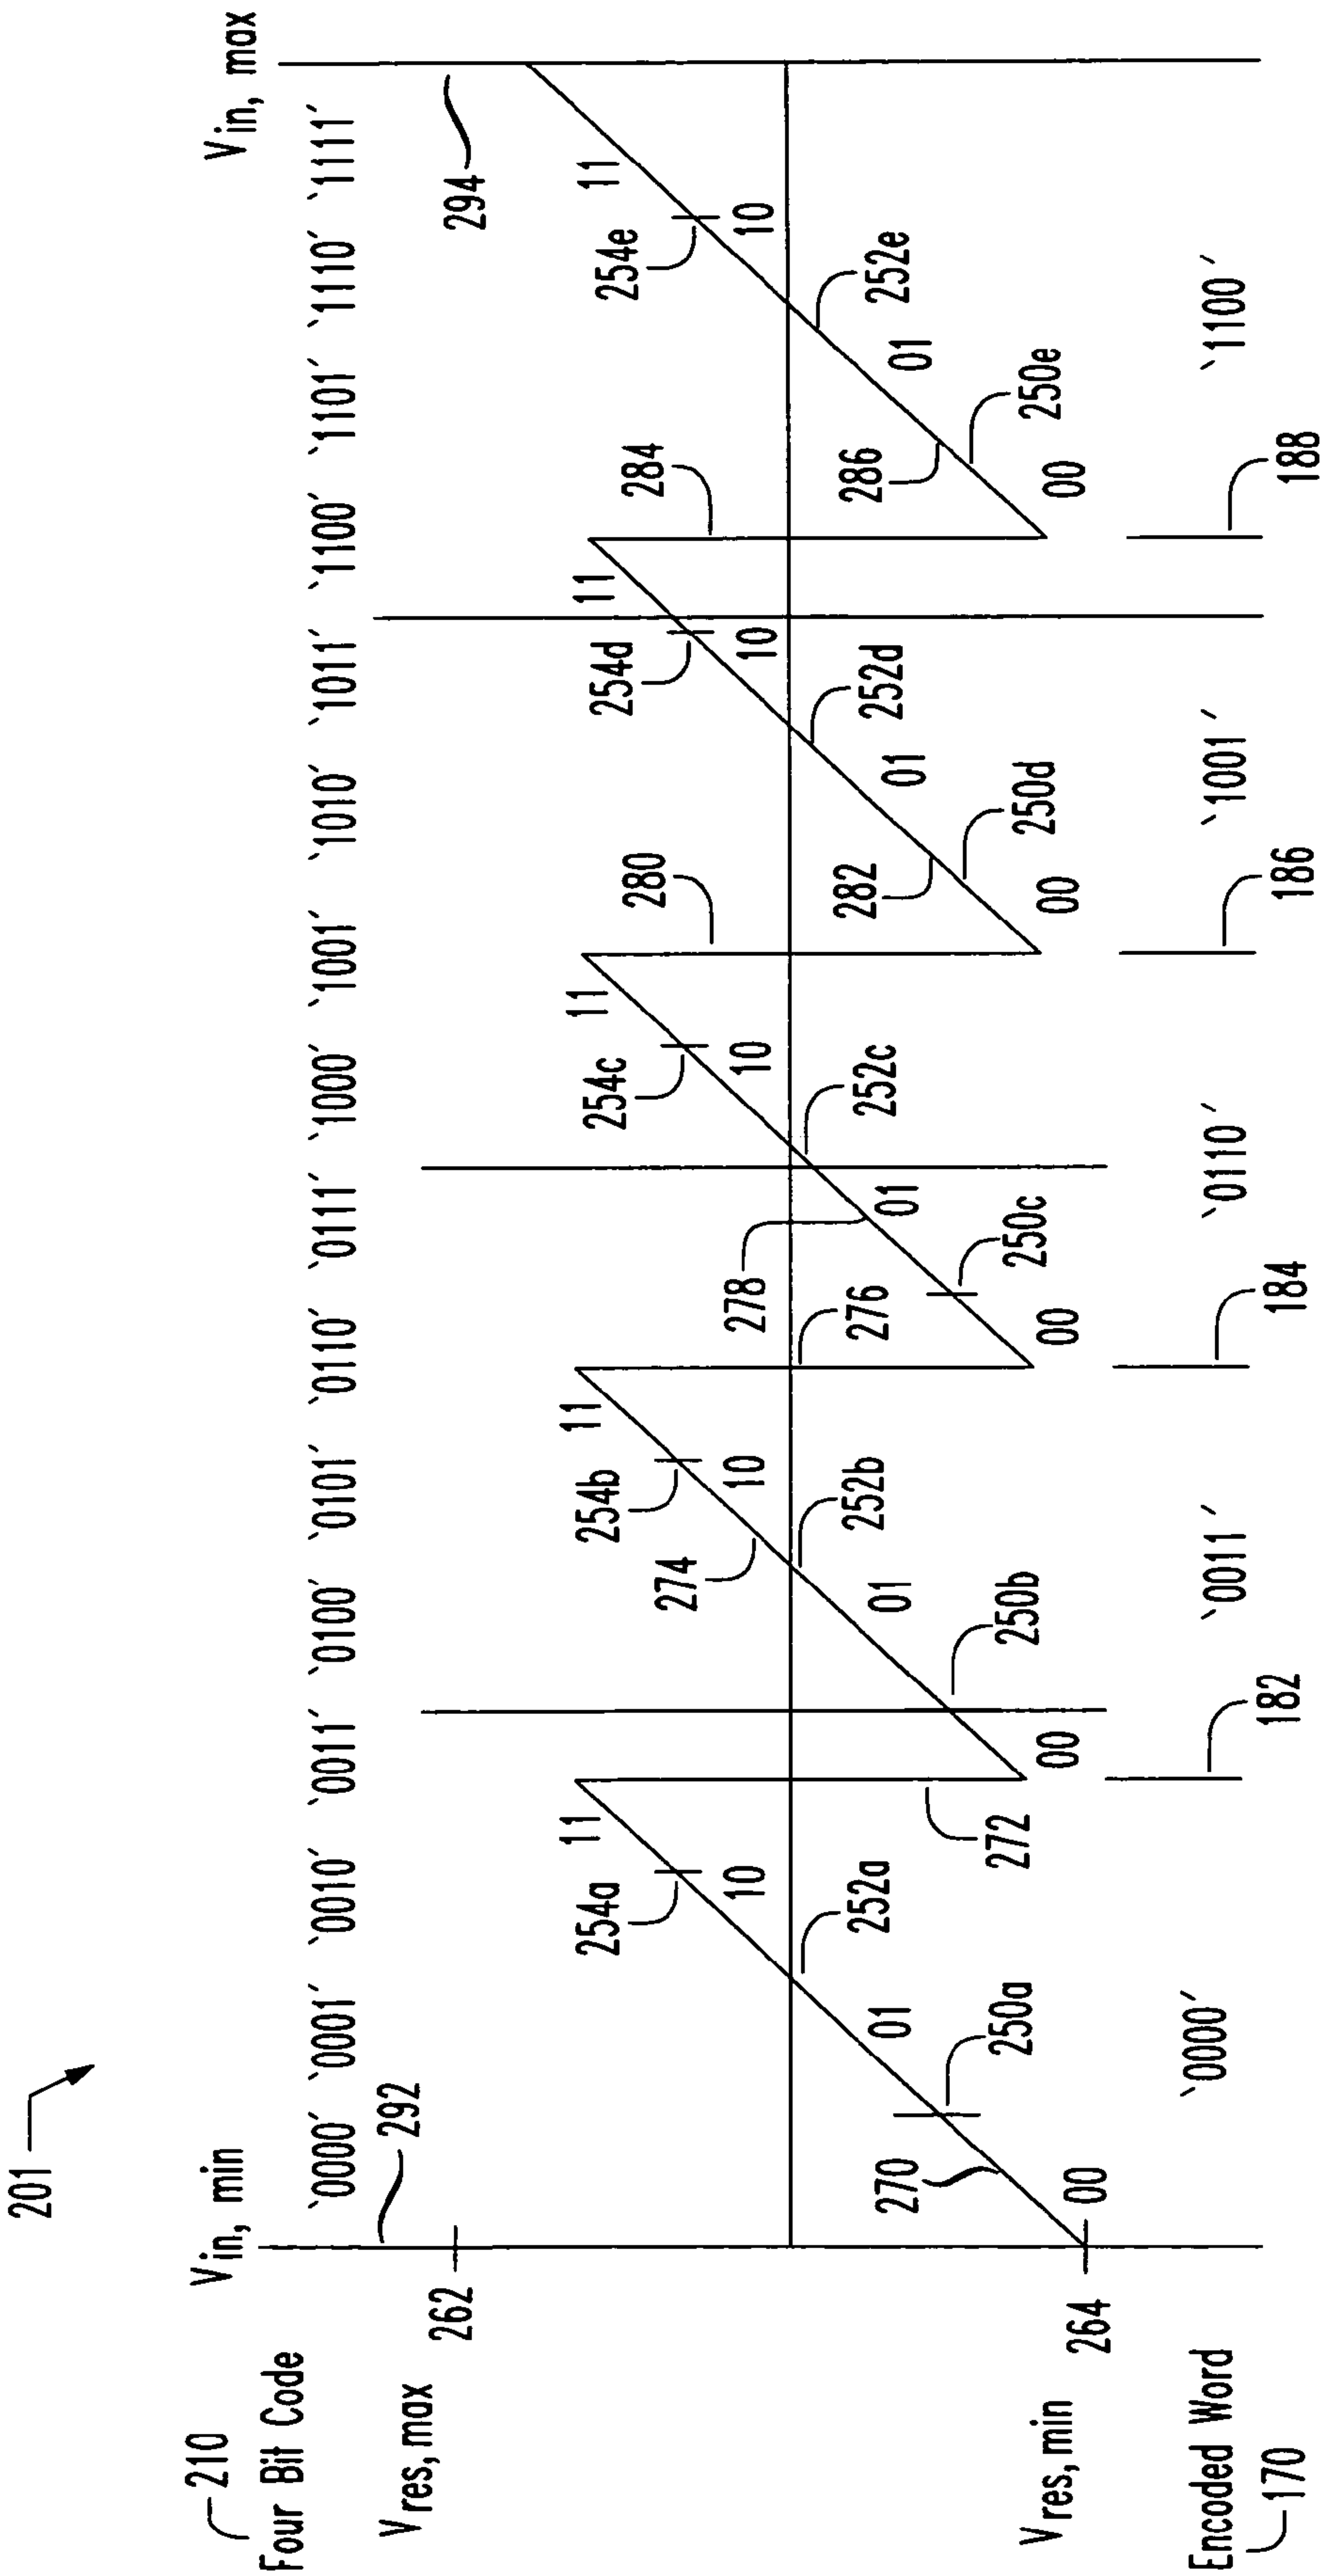 201
210
Four Bit Code
V in, min
V in, max
`0000´ `0001´ `0010´ `0011´ `0100´ `0101´ `0110´ `0111´ `1000´ `1001´ `1010´ `1011´ `1100´ `1101´ `1110´ `1111´
292
294
V res, max
262
254a
11
254b
11
254c
11
280
254d
11
284
254e
11
10
274
10
278
10
10
10
252a
252b
276
252c
252d
252e
270
01
01
01
282
01
286
01
250a
272
250b
250c
250d
250e
V res, min
264
00
00
00
00
00
Encoded Word
170
`0000´
`0011´
`0110´
`1001´
`1100´
182
184
186
188